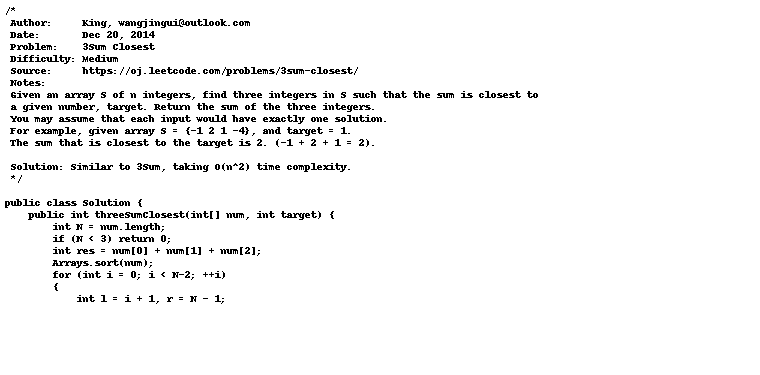 /*
 Author:     King, wangjingui@outlook.com
 Date:       Dec 20, 2014
 Problem:    3Sum Closest
 Difficulty: Medium
 Source:     https://oj.leetcode.com/problems/3sum-closest/
 Notes:
 Given an array S of n integers, find three integers in S such that the sum is closest to
 a given number, target. Return the sum of the three integers.
 You may assume that each input would have exactly one solution.
 For example, given array S = {-1 2 1 -4}, and target = 1.
 The sum that is closest to the target is 2. (-1 + 2 + 1 = 2).

 Solution: Similar to 3Sum, taking O(n^2) time complexity.
 */

public class Solution {
    public int threeSumClosest(int[] num, int target) {
        int N = num.length;
        if (N < 3) return 0;
        int res = num[0] + num[1] + num[2];
        Arrays.sort(num);
        for (int i = 0; i < N-2; ++i)
        {
            int l = i + 1, r = N - 1;